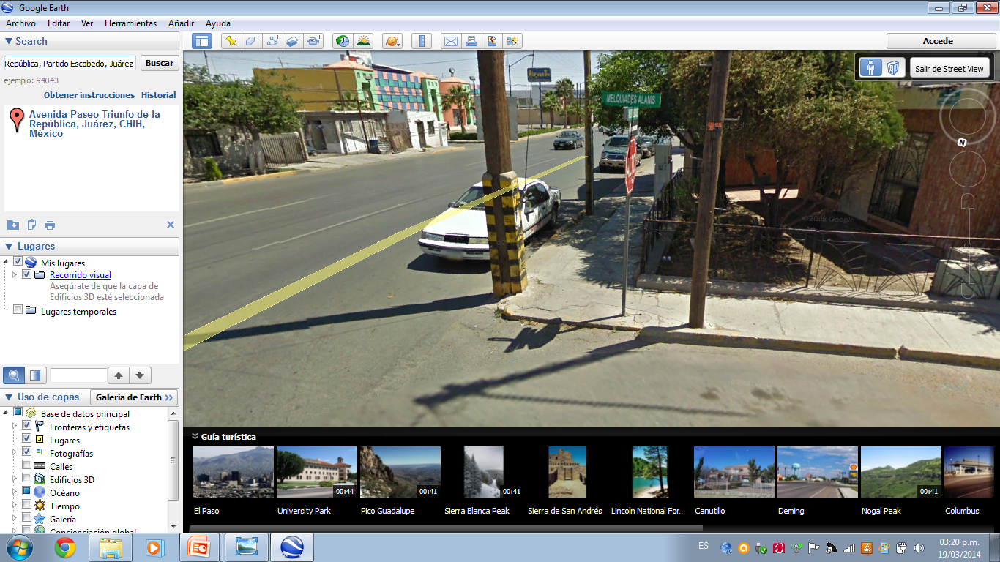 Google Earth
Archivo Editar Ver Herramientas Añadir Ayuda
Search
República, Partido Escobedo, Juárez
Buscar
ejemplo: 94043
Obtener instrucciones Historial
Avenida Paseo Triunfo de la
República, Juárez, CHIH,
México
Lugares
Mis lugares
Recorrido visual
Asegúrate de que la capa de
Edificios 3D esté seleccionada
Lugares temporales
Uso de capas
Galería de Earth >>
Base de datos principal
Fronteras y etiquetas
Lugares
Fotografías
Calles
Edificios 3D
Océano
Tiempo
Galería
Concienciación global
Accede
Salir de Street View
N
MELQUIADES ALANIS
ALTO
©2009 Google
Guía turística
00:44
00:41
00:41
00:41
El Paso
University Park
Pico Guadalupe
Sierra Blanca Peak
Sierra de San Andrés
Lincoln National For...
Canutillo
Deming
Nogal Peak
Columbus
ES
03:20 p.m.
19/03/2014